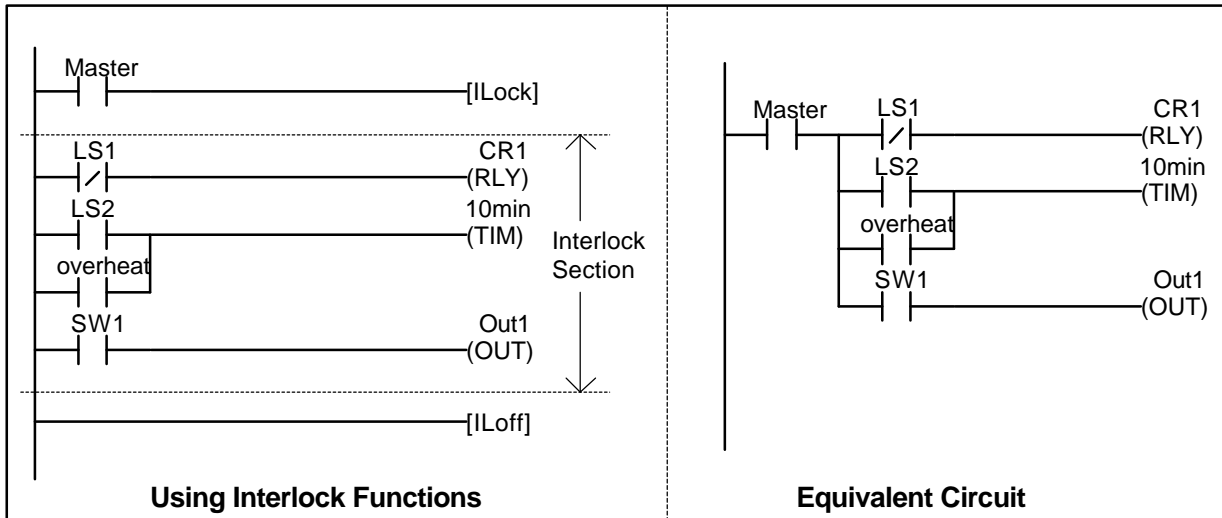 Master
[ILock]
LS1
CR1
(RLY)
LS2
10min
(TIM)
overheat
SW1
Out1
(OUT)
Interlock
Section
[ILoff]
Using Interlock Functions
Master
LS1
CR1
(RLY)
LS2
10min
(TIM)
overheat
SW1
Out1
(OUT)
Equivalent Circuit